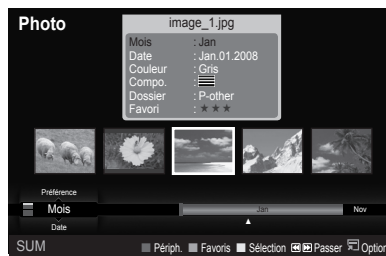 Photo
image_1.jpg
Mois : Jan
Date : Jan.01.2008
Couleur : Gris
Compo. :
Dossier : P-other
Favori : ★ ★ ★
Préférence
Mois
Jan
Nov
Date
SUM
Périph. Favoris Sélection Passer Option